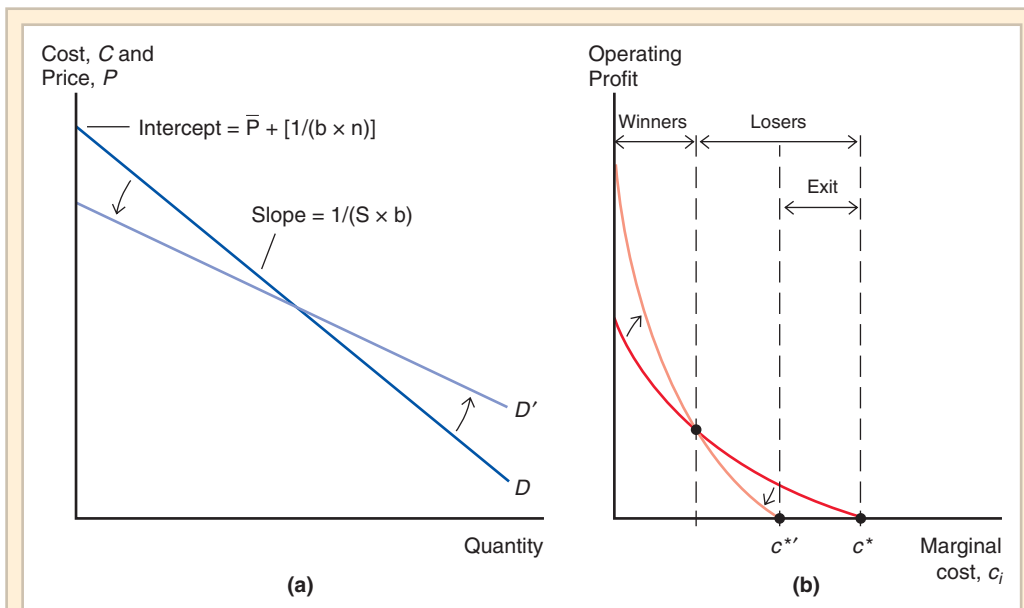 Cost, C and
Price, P
Intercept = P̅ + [1/(b × n)]
Slope = 1/(S × b)
D′
D
Quantity
(a)
Operating
Profit
Winners
Losers
Exit
c*′
c*
Marginal
cost, ci
(b)